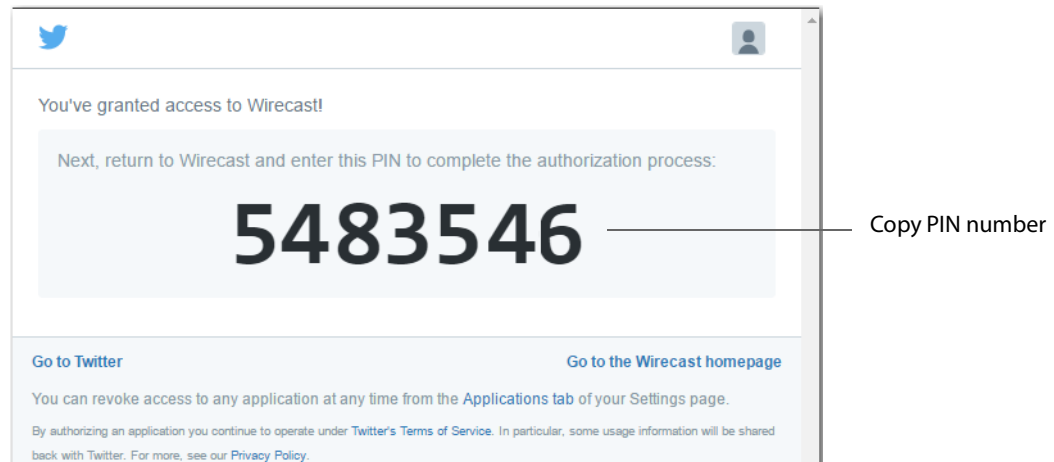 You've granted access to Wirecast!
Next, return to Wirecast and enter this PIN to complete the authorization process:
5483546
Copy PIN number
Go to Twitter
Go to the Wirecast homepage
You can revoke access to any application at any time from the Applications tab of your Settings page.
By authorizing an application you continue to operate under Twitter's Terms of Service. In particular, some usage information will be shared
back with Twitter. For more, see our Privacy Policy.